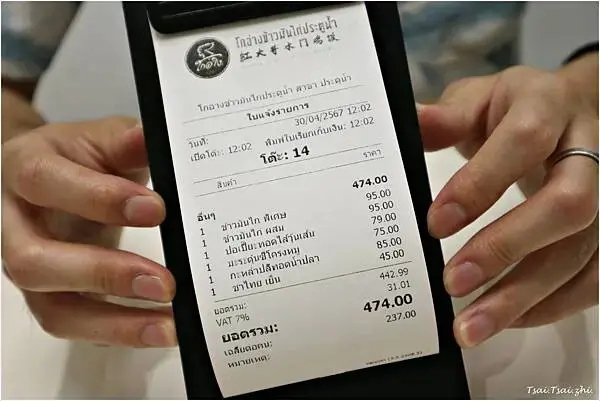 โกอ่างข้าวมันไก่ประตูน้ำ
紅大哥水門鸡饭
โกอ่างข้าวมันไก่ประตูน้ำ สาขา ประตูน้ำ
ใบแจ้งรายการ
วันที่: 30/04/2567 12:02
เปิดโต๊ะ: 12:02 พิมพ์ใบเรียกเก็บเงิน: 12:02
โต๊ะ: 14
สินค้า ราคา
อื่นๆ 474.00
1 ข้าวมันไก่ พิเศษ 95.00
1 ข้าวมันไก่ ผสม 95.00
1 ปอเปี๊ยะทอดไส้วุ้นเส้น 79.00
1 มะระตุ๋นซี่โครงหมู 75.00
1 กะหล่ำปลีทอดน้ำปลา 85.00
1 ชาไทย เย็น 45.00
ยอดรวม: 442.99
VAT 7% 31.01
ยอดรวม: 474.00
เฉลี่ยต่อคน: 237.00
หมายเหตุ:
Tsai.Tsai.zhi.